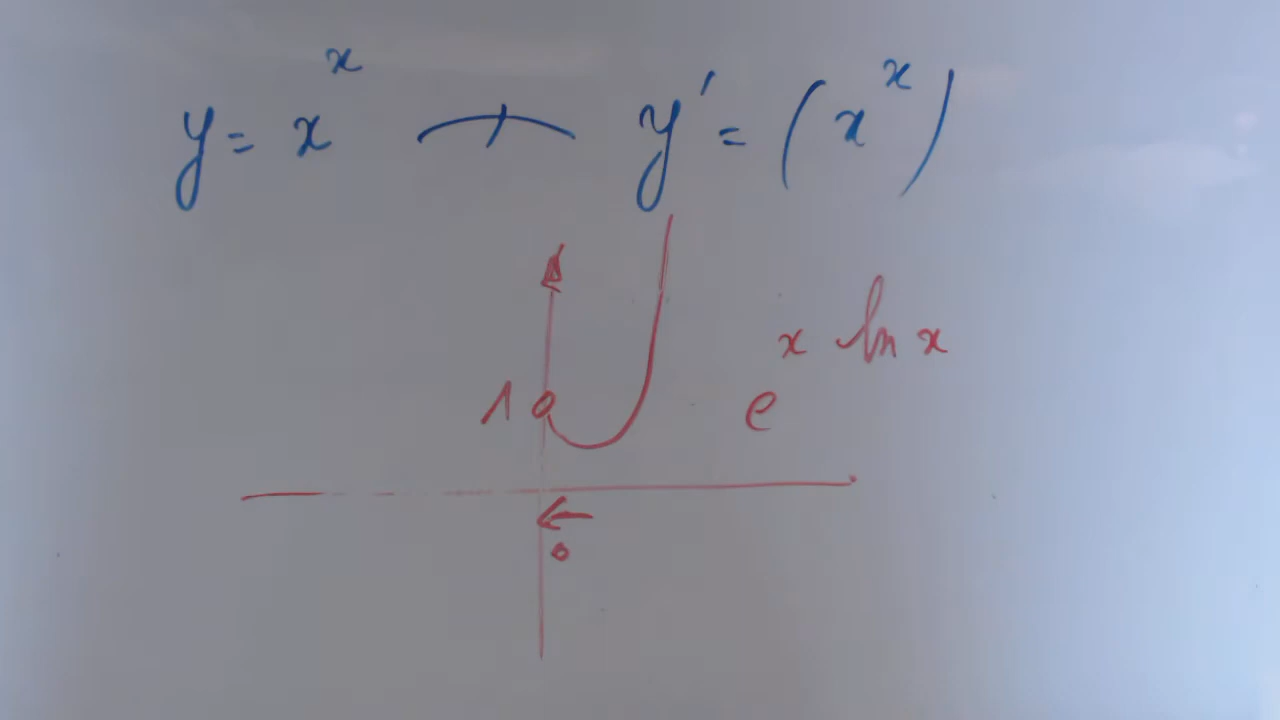 y = x^x → y' = (x^x)
e^{x ln x}
1
0